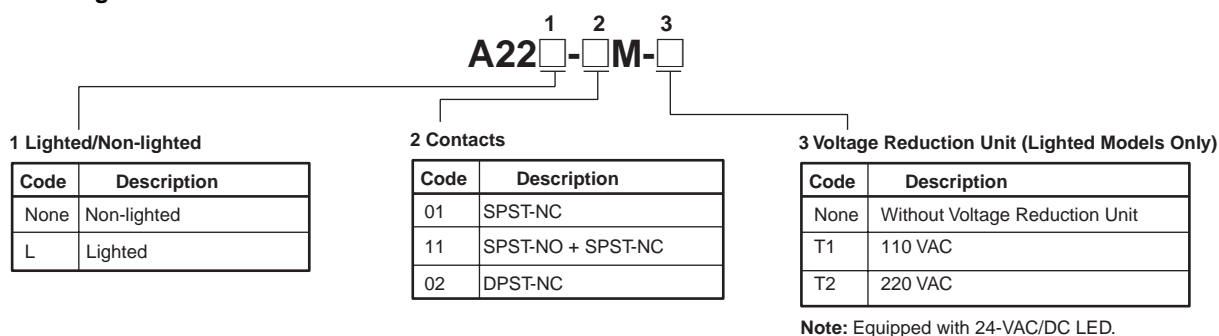 1 2 3
A22□-□M-□
1 Lighted/Non-lighted
Code Description
None Non-lighted
L Lighted
2 Contacts
Code Description
01 SPST-NC
11 SPST-NO + SPST-NC
02 DPST-NC
3 Voltage Reduction Unit (Lighted Models Only)
Code Description
None Without Voltage Reduction Unit
T1 110 VAC
T2 220 VAC
Note: Equipped with 24-VAC/DC LED.